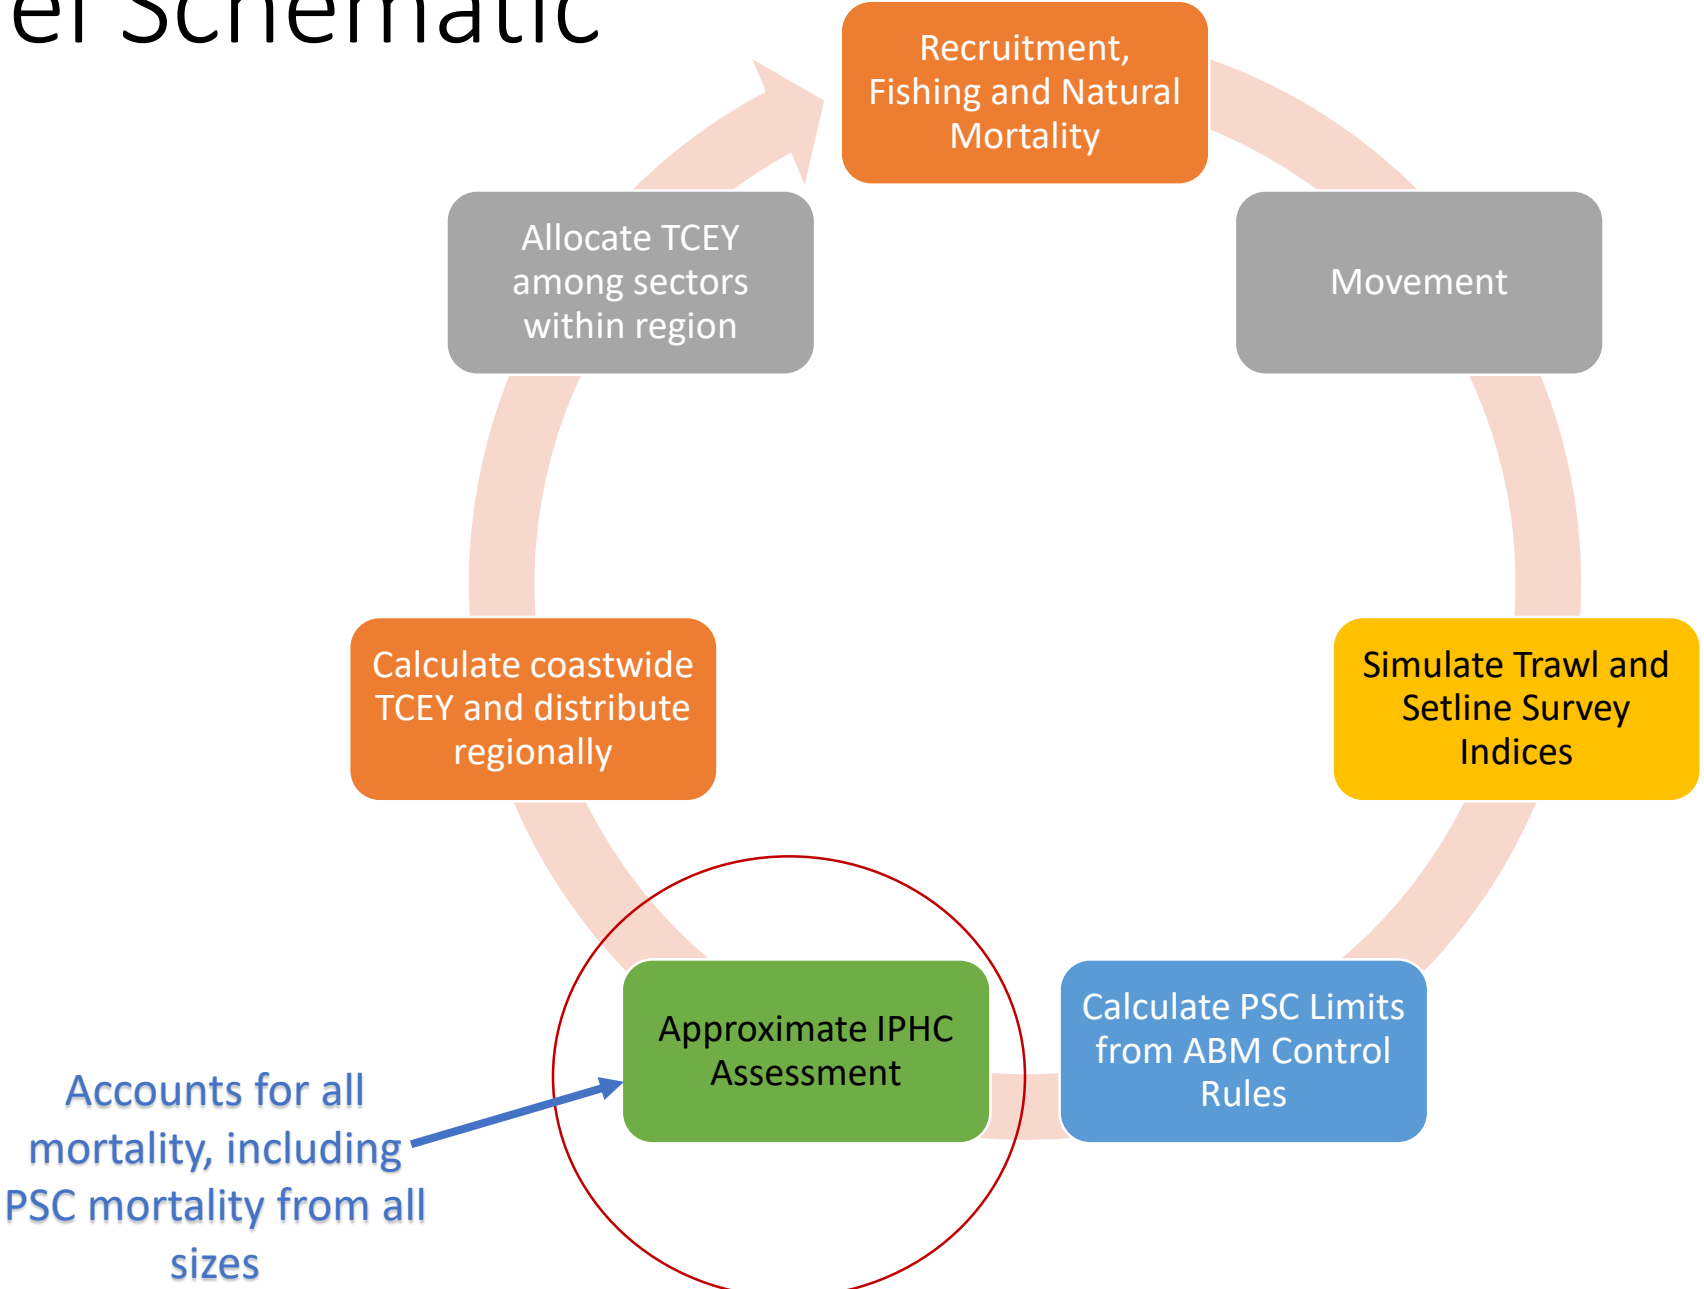 el Schematic
Recruitment,
Fishing and Natural
Mortality
Movement
Simulate Trawl and
Setline Survey
Indices
Calculate PSC Limits
from ABM Control
Rules
Approximate IPHC
Assessment
Calculate coastwide
TCEY and distribute
regionally
Allocate TCEY
among sectors
within region
Accounts for all
mortality, including
PSC mortality from all
sizes